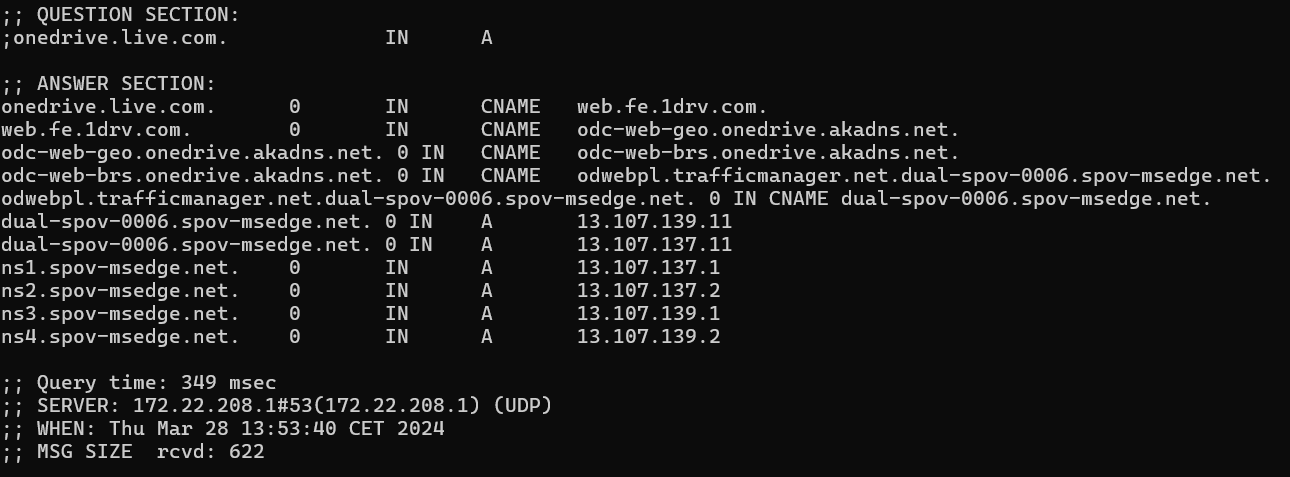 ;; QUESTION SECTION:
;onedrive.live.com. IN A
;; ANSWER SECTION:
onedrive.live.com. 0 IN CNAME web.fe.1drv.com.
web.fe.1drv.com. 0 IN CNAME odc-web-geo.onedrive.akadns.net.
odc-web-geo.onedrive.akadns.net. 0 IN CNAME odc-web-brs.onedrive.akadns.net.
odc-web-brs.onedrive.akadns.net. 0 IN CNAME odwebpl.trafficmanager.net.dual-spov-0006.spov-msedge.net.
odwebpl.trafficmanager.net.dual-spov-0006.spov-msedge.net. 0 IN CNAME dual-spov-0006.spov-msedge.net.
dual-spov-0006.spov-msedge.net. 0 IN A 13.107.139.11
dual-spov-0006.spov-msedge.net. 0 IN A 13.107.137.11
ns1.spov-msedge.net. 0 IN A 13.107.137.1
ns2.spov-msedge.net. 0 IN A 13.107.137.2
ns3.spov-msedge.net. 0 IN A 13.107.139.1
ns4.spov-msedge.net. 0 IN A 13.107.139.2
;; Query time: 349 msec
;; SERVER: 172.22.208.1#53(172.22.208.1) (UDP)
;; WHEN: Thu Mar 28 13:53:40 CET 2024
;; MSG SIZE  rcvd: 622